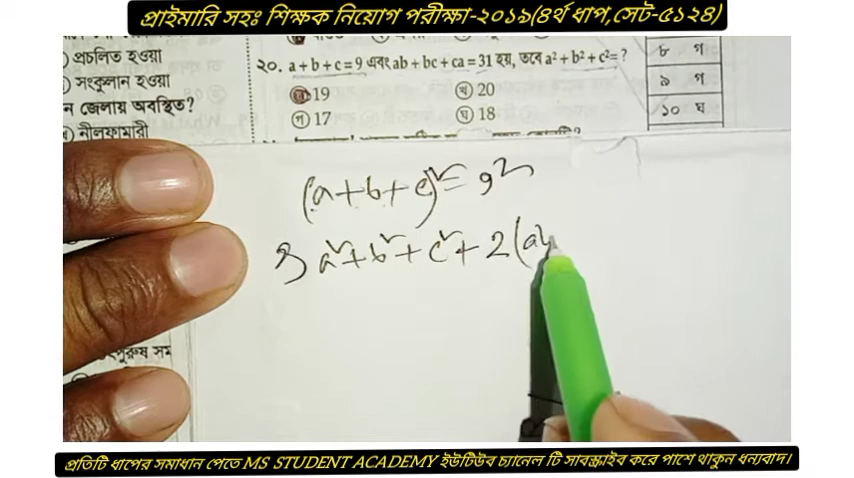 প্রাইমারি সহঃ শিক্ষক নিয়োগ পরীক্ষা-২০১৯(৪র্থ ধাপ,সেট-৫১২৪)
) প্রচলিত হওয়া
) সংকুলান হওয়া
ন জেলায় অবস্থিত?
নীলফামারী
২০. a + b + c = 9 এবং ab + bc + ca = 31 হয়, তবে a² + b² + c² = ?
19
(খ) 20
(গ) 17
(ঘ) 18
৮ গ
৯ গ
১০ ঘ
(a+b+c)² = 9²
a² + b² + c² + 2(ab
ৎপুরুষ সম
প্রতিটি ধাপের সমাধান পেতে MS STUDENT ACADEMY ইউটিউব চ্যানেল টি সাবস্ক্রাইব করে পাশে থাকুন ধন্যবাদ।